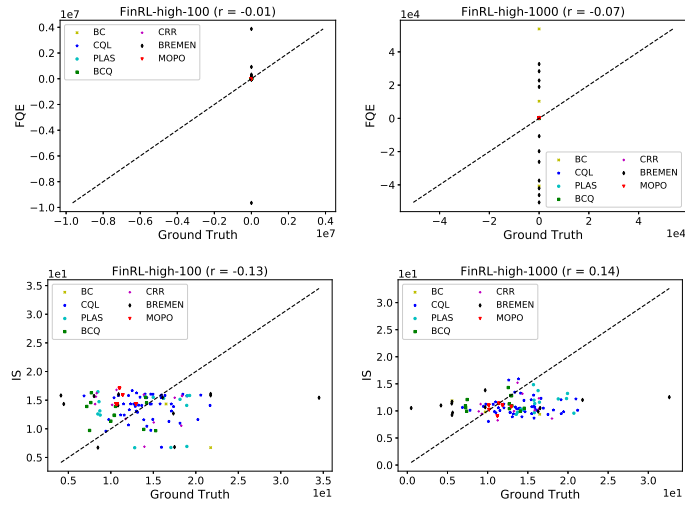 FinRL-high-100 (r = -0.01)
1e7
0.4
0.2
0.0
−0.2
−0.4
−0.6
−0.8
−1.0
FQE
BC
CQL
PLAS
BCQ
CRR
BREMEN
MOPO
−1.0 −0.8 −0.6 −0.4 −0.2 0.0 0.2 0.4
Ground Truth
1e7
FinRL-high-1000 (r = -0.07)
1e4
4
2
0
−2
−4
FQE
BC
CQL
PLAS
BCQ
CRR
BREMEN
MOPO
−4 −2 0 2 4
Ground Truth
1e4
FinRL-high-100 (r = -0.13)
1e1
3.5
3.0
2.5
2.0
1.5
1.0
0.5
IS
BC
CQL
PLAS
BCQ
CRR
BREMEN
MOPO
0.5 1.0 1.5 2.0 2.5 3.0 3.5
Ground Truth
1e1
FinRL-high-1000 (r = 0.14)
1e1
3.0
2.5
2.0
1.5
1.0
0.5
0.0
IS
BC
CQL
PLAS
BCQ
CRR
BREMEN
MOPO
0.0 0.5 1.0 1.5 2.0 2.5 3.0
Ground Truth
1e1